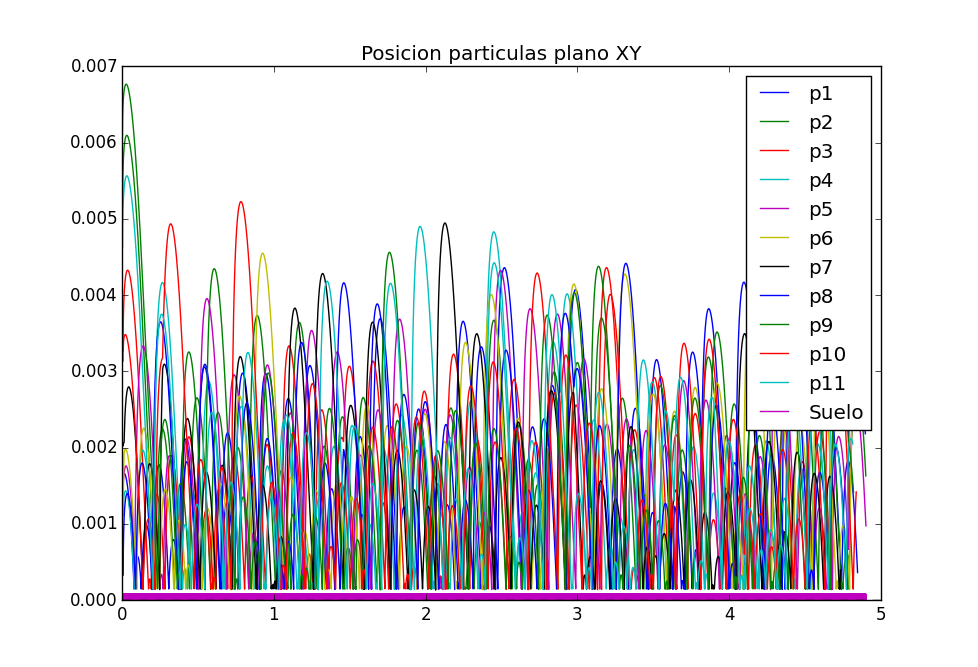 Posicion particulas plano XY
0.007
0.006
0.005
0.004
0.003
0.002
0.001
0.000
0 1 2 3 4 5
p1
p2
p3
p4
p5
p6
p7
p8
p9
p10
p11
Suelo